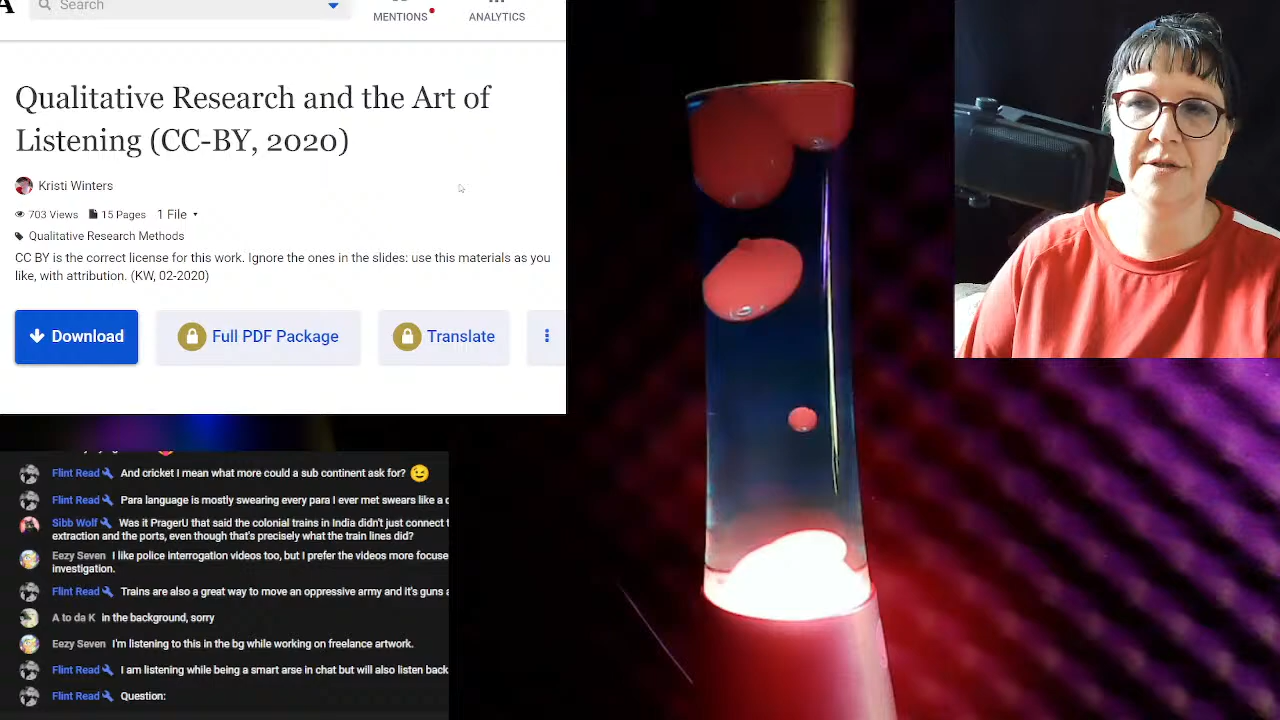 A
Search
MENTIONS
ANALYTICS
Qualitative Research and the Art of
Listening (CC-BY, 2020)
Kristi Winters
703 Views 15 Pages 1 File
Qualitative Research Methods
CC BY is the correct license for this work. Ignore the ones in the slides: use this materials as you
like, with attribution. (KW, 02-2020)
Download
Full PDF Package
Translate
Flint Read And cricket I mean what more could a sub continent ask for? 😉
Flint Read Para language is mostly swearing every para I ever met swears like a
Sibb Wolf Was it PragerU that said the colonial trains in India didn't just connect
extraction and the ports, even though that's precisely what the train lines did?
Eezy Seven I like police interrogation videos too, but I prefer the videos more focuse
investigation.
Flint Read Trains are also a great way to move an oppressive army and it's guns
A to da K in the background, sorry
Eezy Seven I'm listening to this in the bg while working on freelance artwork.
Flint Read I am listening while being a smart arse in chat but will also listen back
Flint Read Question: